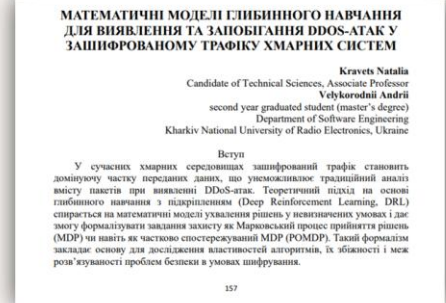 МАТЕМАТИЧНІ МОДЕЛІ ГЛИБИННОГО НАВЧАННЯ
ДЛЯ ВИЯВЛЕННЯ ТА ЗАПОБІГАННЯ DDOS-АТАК У
ЗАШИФРОВАНОМУ ТРАФІКУ ХМАРНИХ СИСТЕМ
Kravets Natalia
Candidate of Technical Sciences, Associate Professor
Velykorodnii Andrii
second year graduated student (master's degree)
Department of Software Engineering
Kharkiv National University of Radio Electronics, Ukraine
Вступ
У сучасних хмарних середовищах зашифрований трафік становить
домінуючу частку переданих даних, що унеможливлює традиційний аналіз
вмісту пакетів при виявленні DDoS-атак. Теоретичний підхід на основі
глибинного навчання з підкріпленням (Deep Reinforcement Learning, DRL)
спирається на математичні моделі ухвалення рішень у невизначених умовах і дає
змогу формалізувати завдання захисту як Марковський процес прийняття рішень
(MDP) чи навіть як частково спостережуваний MDP (POMDP). Такий формалізм
закладає основу для дослідження властивостей алгоритмів, їх збіжності і меж
розв'язуваності проблем безпеки в умовах шифрування.
157